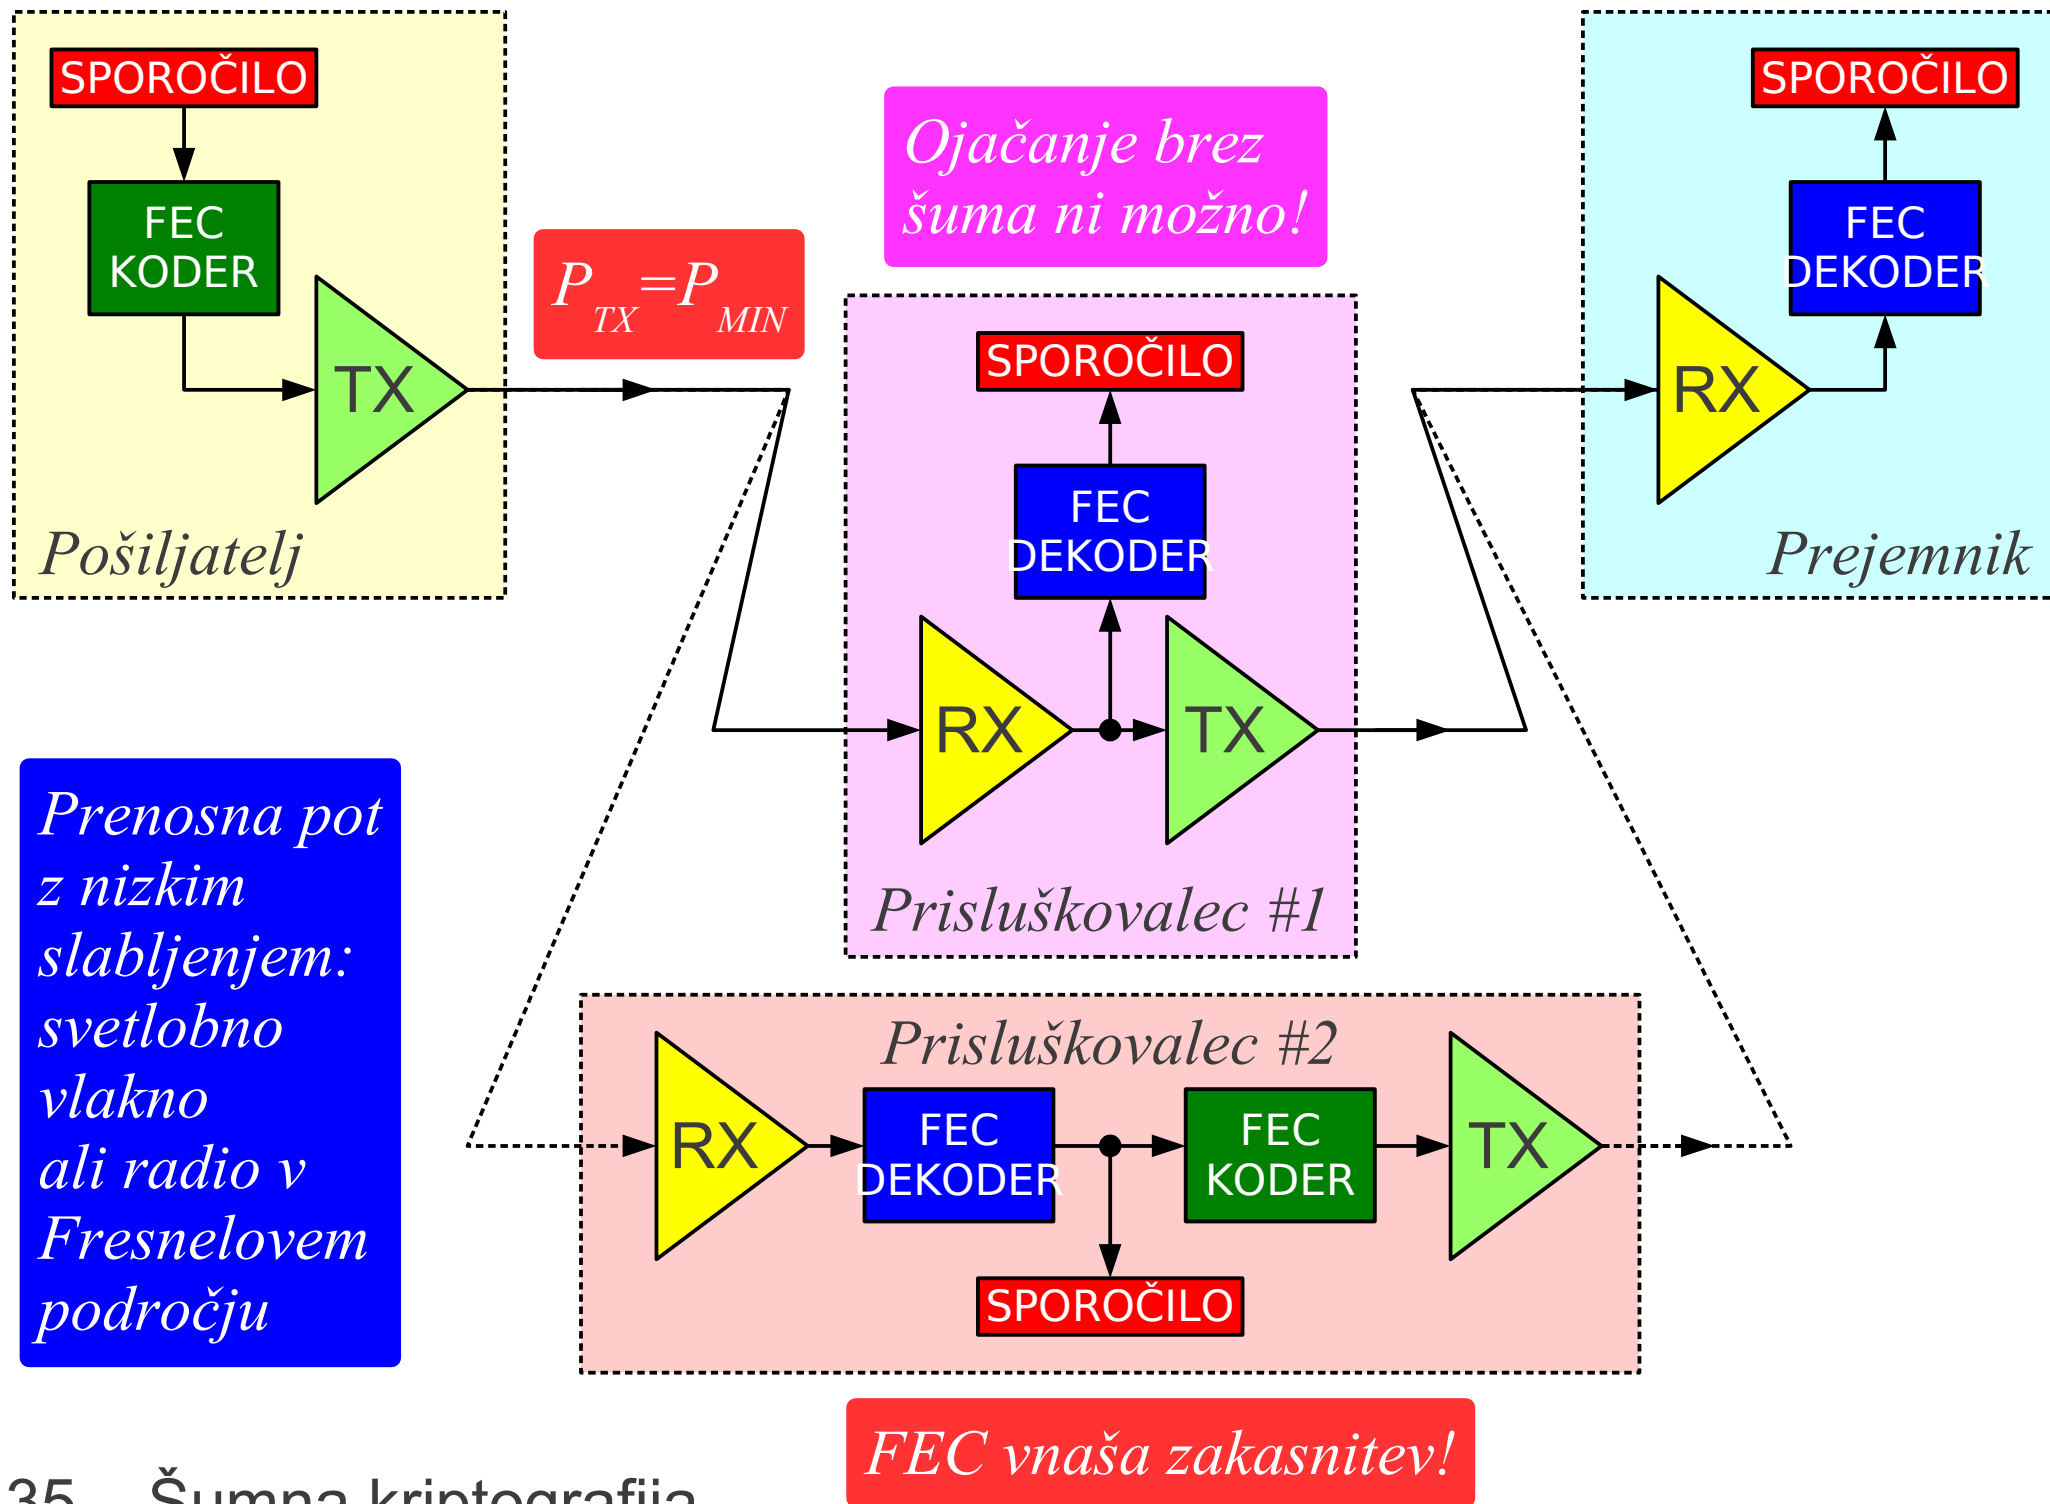 SPOROČILO
FEC
KODER
TX
Pošiljatelj
P TX =P MIN
Ojačanje brez
šuma ni možno!
SPOROČILO
FEC
DEKODER
RX
TX
Prisluškovalec #1
SPOROČILO
FEC
DEKODER
RX
Prejemnik
Prenosna pot
z nizkim
slabljenjem:
svetlobno
vlakno
ali radio v
Fresnelovem
področju
Prisluškovalec #2
RX
FEC
DEKODER
FEC
KODER
TX
SPOROČILO
FEC vnaša zakasnitev!
35 Šumna kriptografija